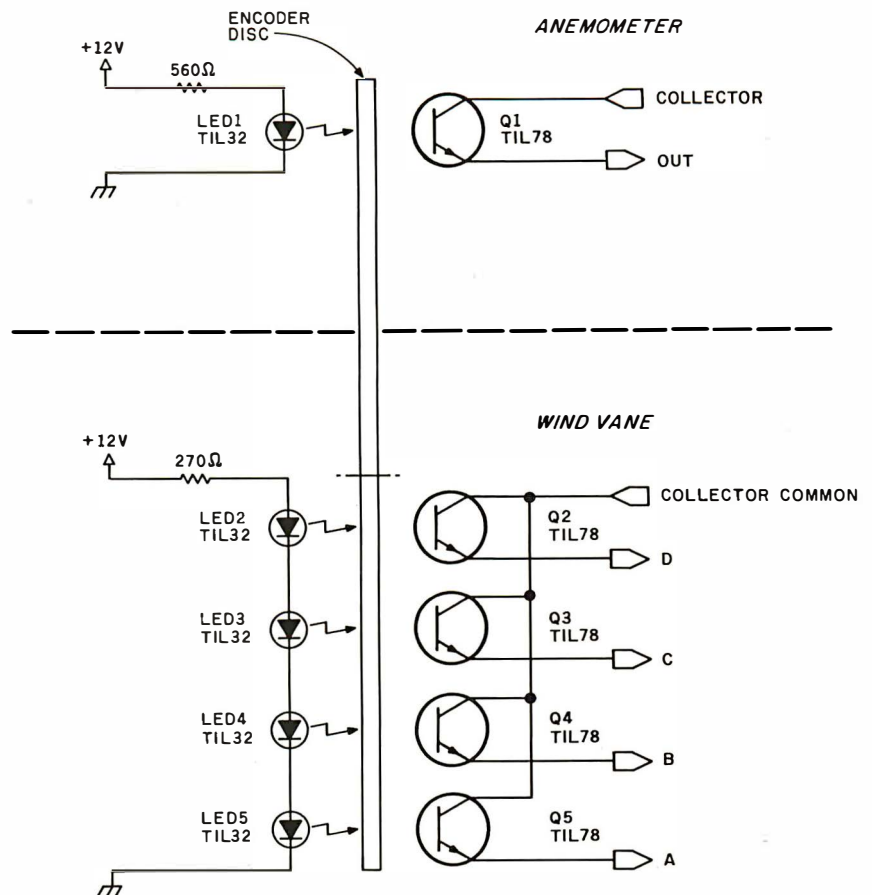 ENCODER
DISC
ANEMOMETER
+12V
560Ω
LED1
TIL32
Q1
TIL78
COLLECTOR
OUT
WIND VANE
+12V
270Ω
LED2
TIL32
Q2
TIL78
COLLECTOR COMMON
D
LED3
TIL32
Q3
TIL78
C
LED4
TIL32
Q4
TIL78
B
LED5
TIL32
Q5
TIL78
A